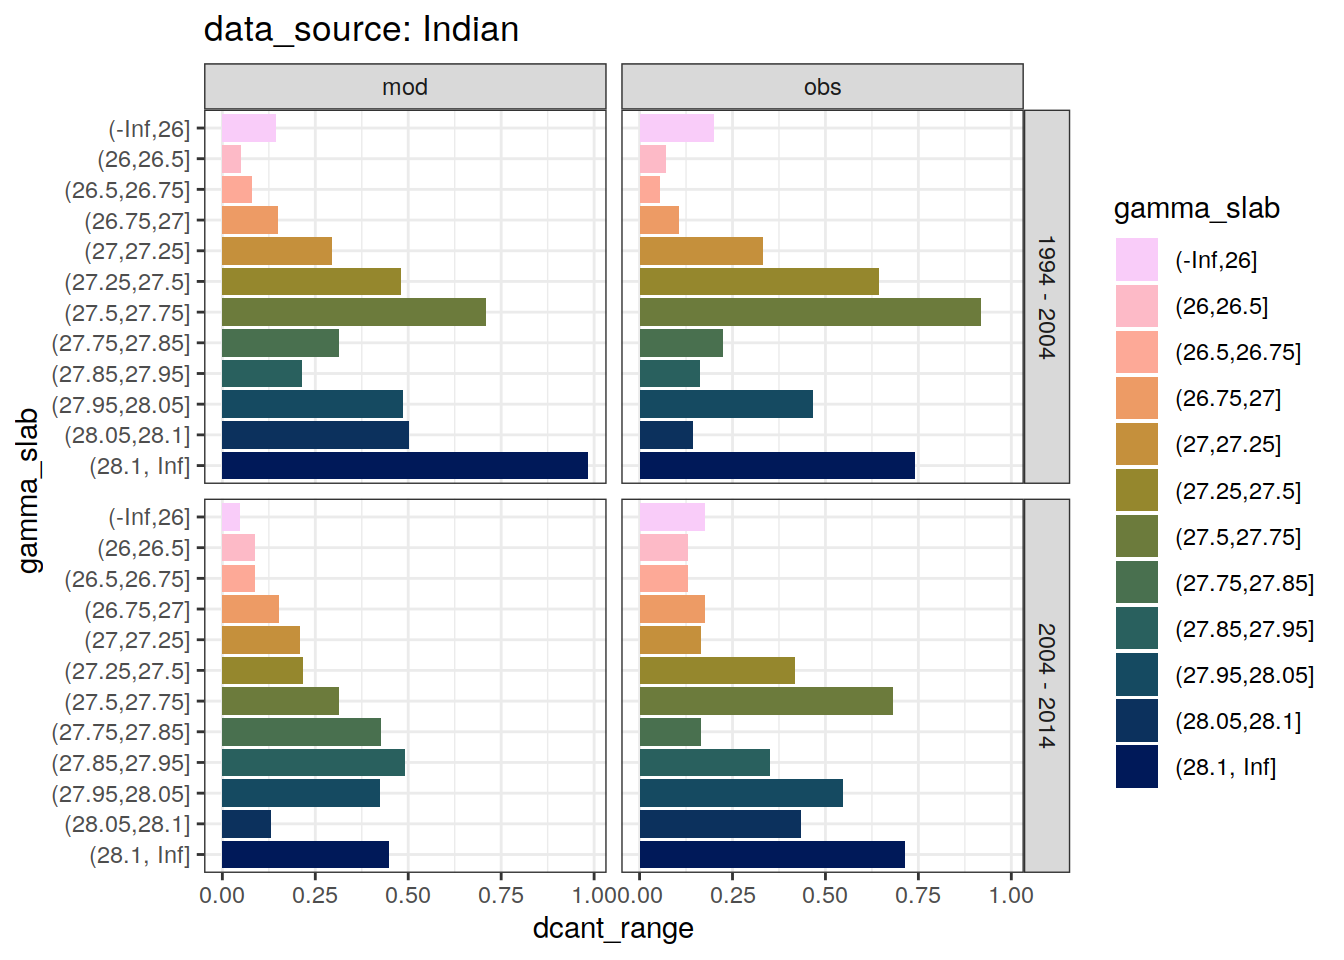 data_source: Indian
mod
obs
(-Inf,26]
(26,26.5]
(26.5,26.75]
(26.75,27]
(27,27.25]
(27.25,27.5]
(27.5,27.75]
(27.75,27.85]
(27.85,27.95]
(27.95,28.05]
(28.05,28.1]
(28.1, Inf]
1994 - 2004
(-Inf,26]
(26,26.5]
(26.5,26.75]
(26.75,27]
(27,27.25]
(27.25,27.5]
(27.5,27.75]
(27.75,27.85]
(27.85,27.95]
(27.95,28.05]
(28.05,28.1]
(28.1, Inf]
2004 - 2014
gamma_slab
0.00 0.25 0.50 0.75 1.00
0.00 0.25 0.50 0.75 1.00
dcant_range
gamma_slab
(-Inf,26]
(26,26.5]
(26.5,26.75]
(26.75,27]
(27,27.25]
(27.25,27.5]
(27.5,27.75]
(27.75,27.85]
(27.85,27.95]
(27.95,28.05]
(28.05,28.1]
(28.1, Inf]